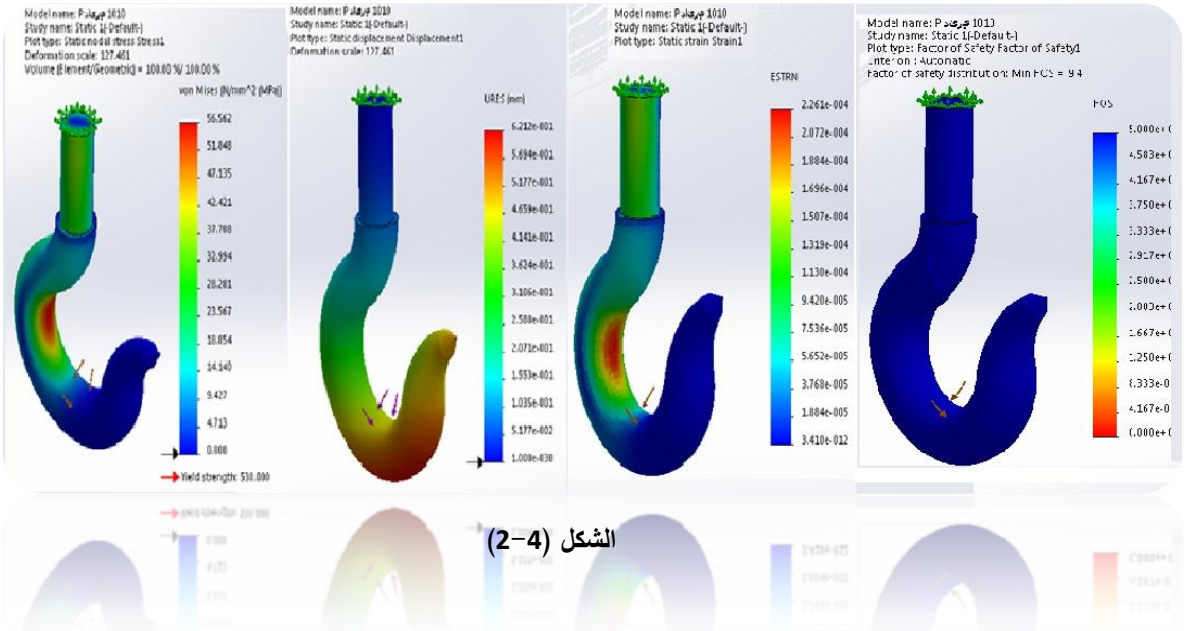 Model name: 1010
Study name: Static 1(-Default-)
Plot type: Static nodal stress Stress1
Deformation scale: 127.461
Volume (Element/Geometric) = 100.00 %/ 100.00 %
von Mises (N/mm^2 (MPa))
56.562
51.848
47.135
42.421
37.708
32.994
28.281
23.567
18.854
14.140
9.427
4.713
0.000
Yield strength: 530.000
Model name: 1010
Study name: Static 1(-Default-)
Plot type: Static displacement Displacement1
Deformation scale: 127.461
URES (mm)
6.212e-001
5.694e-001
5.177e-001
4.659e-001
4.141e-001
3.624e-001
3.106e-001
2.588e-001
2.071e-001
1.553e-001
1.035e-001
5.177e-002
1.000e-030
Model name: 1010
Study name: Static 1(-Default-)
Plot type: Static strain Strain1
ESTRN
2.261e-004
2.072e-004
1.884e-004
1.696e-004
1.507e-004
1.319e-004
1.130e-004
9.420e-005
7.536e-005
5.652e-005
3.768e-005
1.884e-005
3.410e-012
Model name: 1010
Study name: Static 1(-Default-)
Plot type: Factor of Safety Factor of Safety1
Criterion : Automatic
Factor of safety distribution: Min FOS = 9.4
FOS
الشكل (4-2)